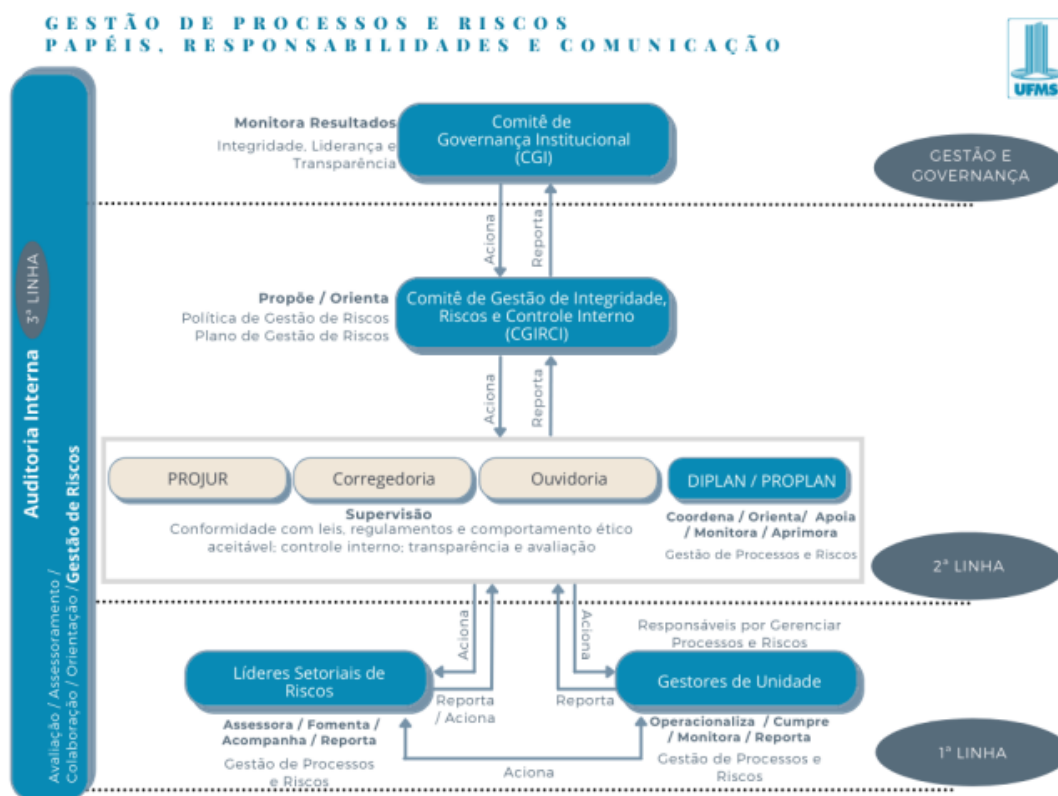 GESTÃO DE PROCESSOS E RISCOS
PAPÉIS, RESPONSABILIDADES E COMUNICAÇÃO
UFMS
Monitora Resultados
Integridade, Liderança e
Transparência
Comitê de
Governança Institucional
(CGI)
GESTÃO E
GOVERNANÇA
Aciona
Reporta
Propõe / Orienta
Política de Gestão de Riscos
Plano de Gestão de Riscos
Comitê de Gestão de Integridade,
Riscos e Controle Interno
(CGIRCI)
Aciona
Reporta
3ª LINHA
Auditoria Interna
Avaliação / Assessoramento /
Colaboração / Orientação / Gestão de Riscos
PROJUR
Corregedoria
Ouvidoria
DIPLAN / PROPLAN
Supervisão
Conformidade com leis, regulamentos e comportamento ético
aceitável; controle interno; transparência e avaliação
Coordena / Orienta/ Apoia
/ Monitora / Aprimora
Gestão de Processos e Riscos
2ª LINHA
Aciona
Aciona
Responsáveis por Gerenciar
Processos e Riscos
Líderes Setoriais de
Riscos
Reporta
/ Aciona
Reporta
Gestores de Unidade
Assessora / Fomenta /
Acompanha / Reporta
Gestão de Processos
e Riscos
Aciona
Operacionaliza / Cumpre
/ Monitora / Reporta
Gestão de Processos e
Riscos
1ª LINHA